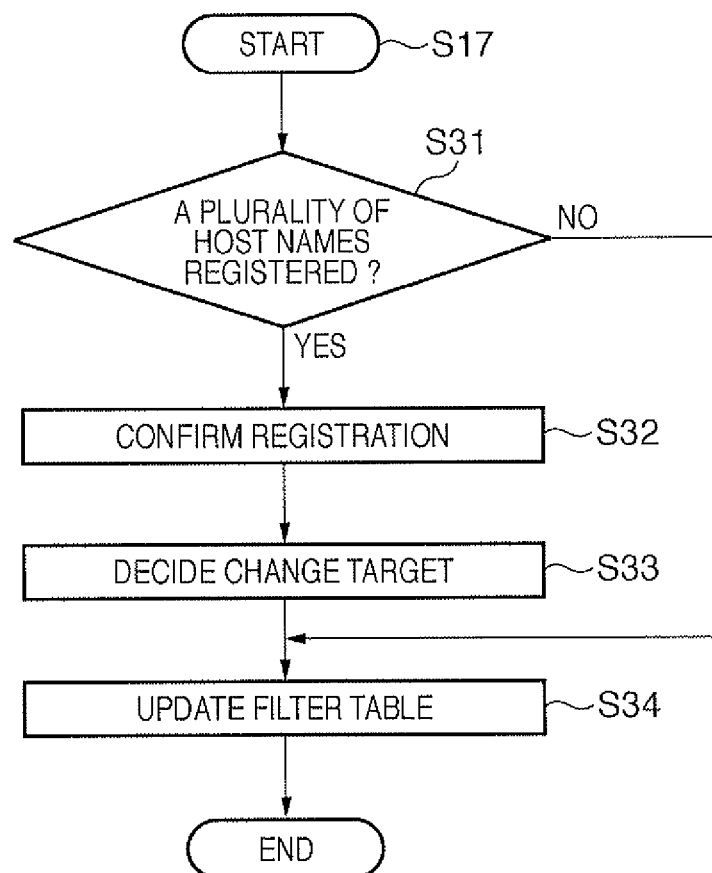 START
S17
S31
A PLURALITY OF
HOST NAMES
REGISTERED ?
NO
YES
CONFIRM REGISTRATION
S32
DECIDE CHANGE TARGET
S33
UPDATE FILTER TABLE
S34
END